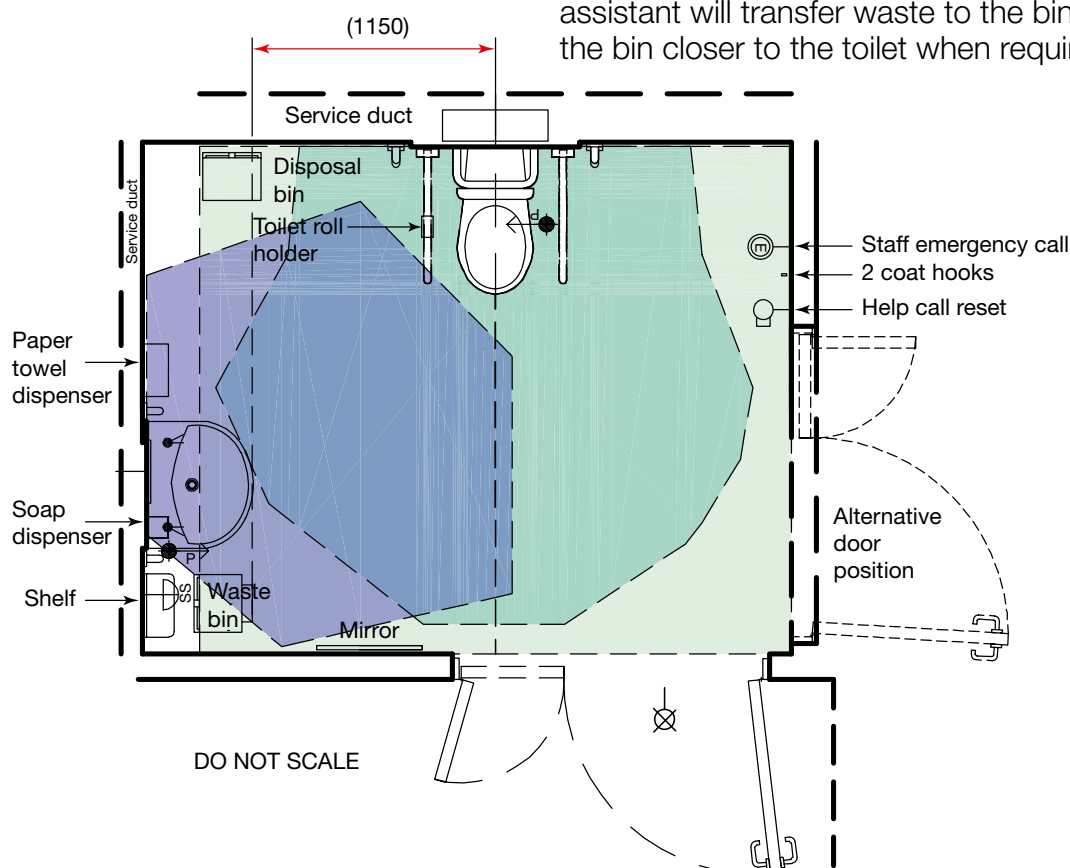 assistant will transfer waste to the bin
the bin closer to the toilet when requir
(1150)
Service duct
Service duct
Disposal
bin
Toilet roll
holder
P
E
Staff emergency call
2 coat hooks
Help call reset
Paper
towel
dispenser
Soap
dispenser
P
Shelf
SS
Waste
bin
Mirror
Alternative
door
position
DO NOT SCALE